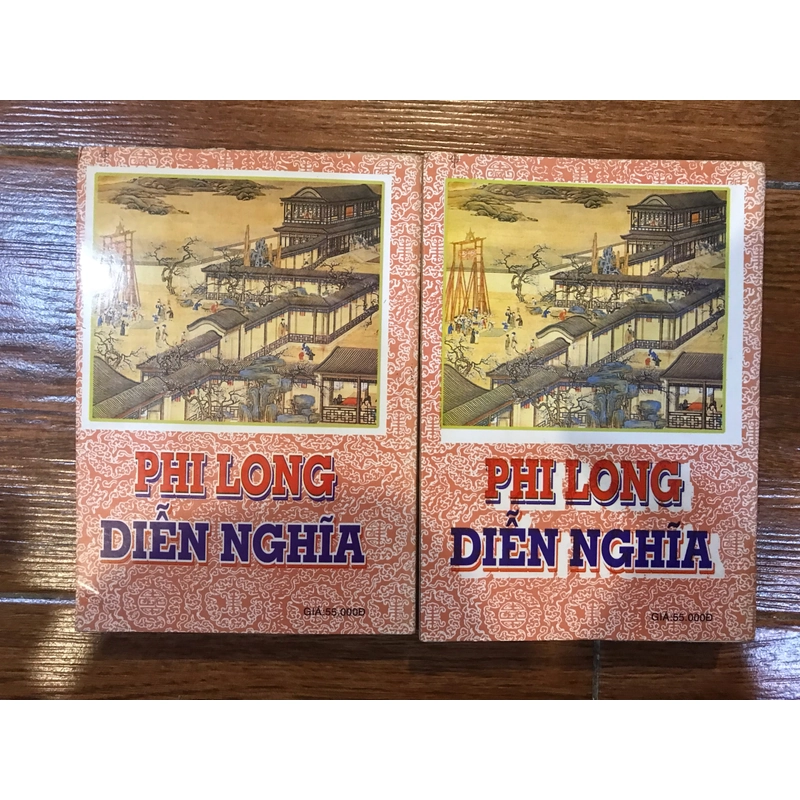 PHI LONG
DIỄN NGHĨA
GIÁ:55.000Đ
PHI LONG
DIỄN NGHĨA
GIÁ:55.000Đ